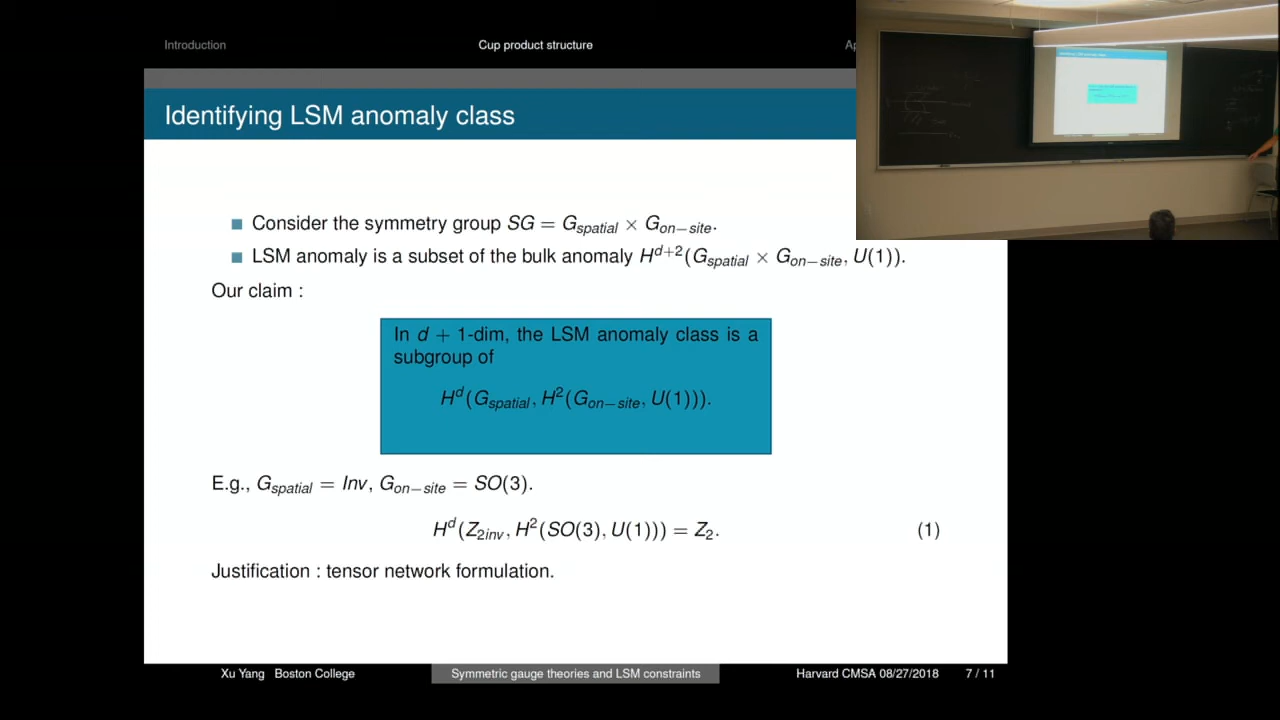 Introduction
Cup product structure
Ap
Identifying LSM anomaly class
Consider the symmetry group SG = G_spatial × G_on−site.
LSM anomaly is a subset of the bulk anomaly H^{d+2}(G_spatial × G_on−site, U(1)).
Our claim :
In d + 1-dim, the LSM anomaly class is a
subgroup of
H^d(G_spatial, H^2(G_on−site, U(1))).
E.g., G_spatial = Inv, G_on−site = SO(3).
H^d(Z_2inv, H^2(SO(3), U(1))) = Z_2. (1)
Justification : tensor network formulation.
Xu Yang Boston College
Symmetric gauge theories and LSM constraints
Harvard CMSA 08/27/2018
7 / 11